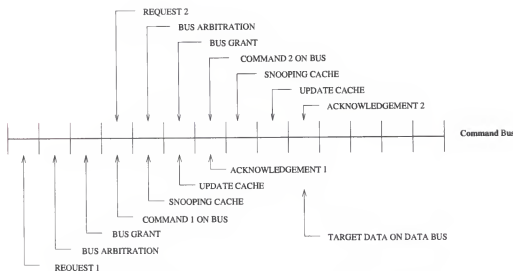 REQUEST 2
BUS ARBITRATION
BUS GRANT
COMMAND 2 ON BUS
SNOOPING CACHE
UPDATE CACHE
ACKNOWLEDGEMENT 2
Command Bus
ACKNOWLEDGEMENT 1
UPDATE CACHE
SNOOPING CACHE
COMMAND 1 ON BUS
BUS GRANT
TARGET DATA ON DATA BUS
BUS ARBITRATION
REQUEST 1